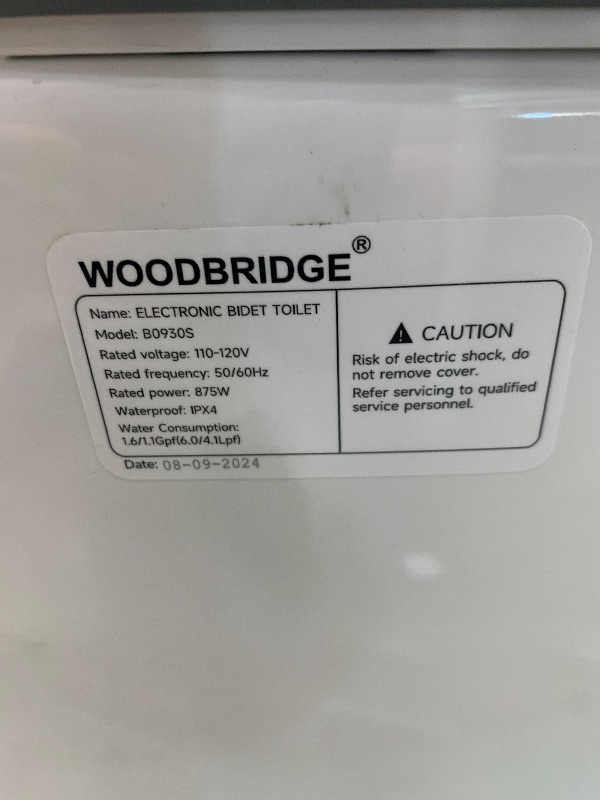 WOODBRIDGE®
Name: ELECTRONIC BIDET TOILET
Model: B0930S
Rated voltage: 110-120V
Rated frequency: 50/60Hz
Rated power: 875W
Waterproof: IPX4
Water Consumption:
1.6/1.1Gpf(6.0/4.1Lpf)
Date: 08-09-2024
⚠ CAUTION
Risk of electric shock, do
not remove cover.
Refer servicing to qualified
service personnel.